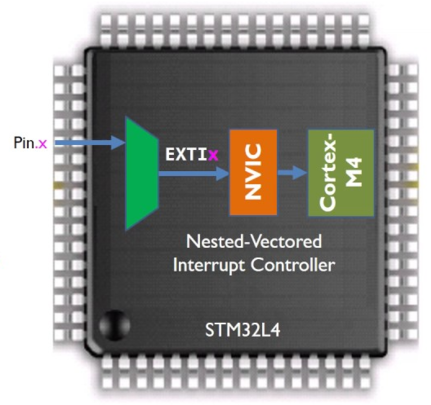 Pin.x
EXTIx
NVIC
Cortex-
M4
Nested-Vectored
Interrupt Controller
STM32L4